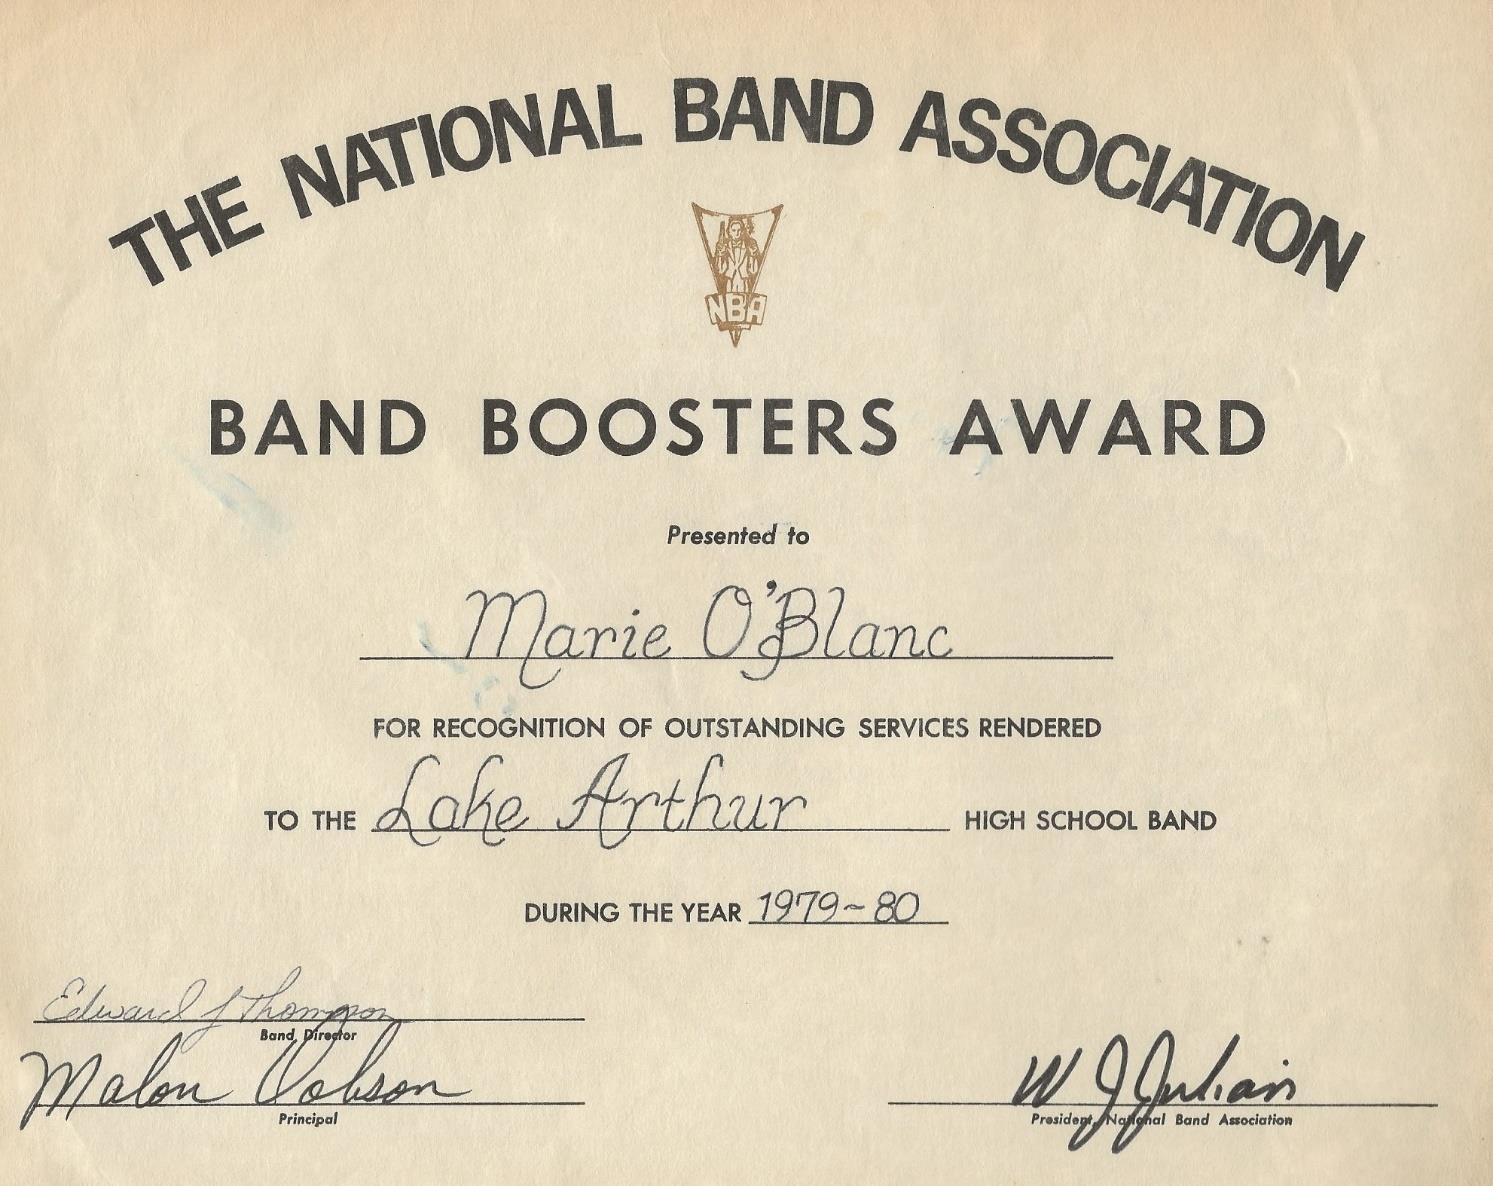 THE NATIONAL BAND ASSOCIATION
NBA
BAND BOOSTERS AWARD
Presented to
Marie O'Blanc
FOR RECOGNITION OF OUTSTANDING SERVICES RENDERED
TO THE Lake Arthur HIGH SCHOOL BAND
DURING THE YEAR 1979-80
Edward J Thompson
Band Director
Malon Dobson
Principal
W J Julian
President, National Band Association